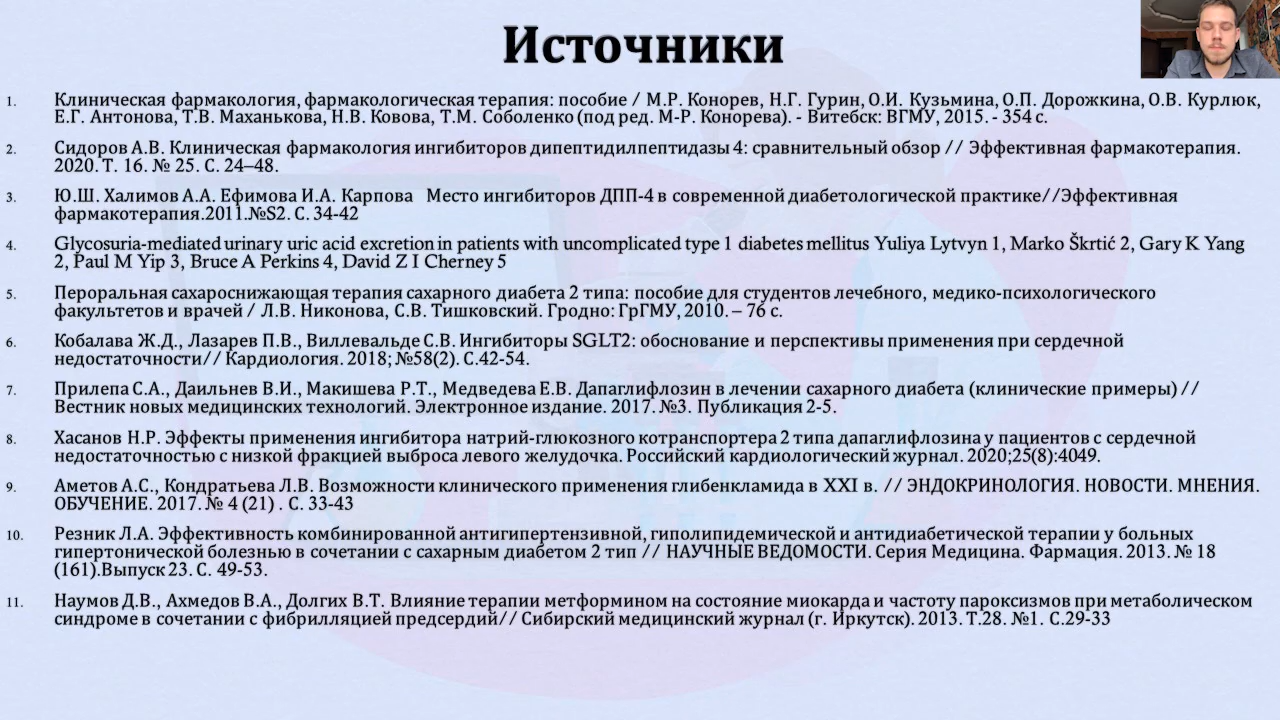 Источники
1. Клиническая фармакология, фармакологическая терапия: пособие / М.Р. Конорев, Н.Г. Гурин, О.И. Кузьмина, О.П. Дорожкина, О.В. Курлюк,
Е.Г. Антонова, Т.В. Маханькова, Н.В. Ковова, Т.М. Соболенко (под ред. М-Р. Конорева). - Витебск: ВГМУ, 2015. - 354 с.
2. Сидоров А.В. Клиническая фармакология ингибиторов дипептидилпептидазы 4: сравнительный обзор // Эффективная фармакотерапия.
2020. Т. 16. № 25. С. 24–48.
3. Ю.Ш. Халимов А.А. Ефимова И.А. Карпова Место ингибиторов ДПП-4 в современной диабетологической практике//Эффективная
фармакотерапия.2011.№S2. С. 34-42
4. Glycosuria-mediated urinary uric acid excretion in patients with uncomplicated type 1 diabetes mellitus Yuliya Lytvyn 1, Marko Škrtić 2, Gary K Yang
2, Paul M Yip 3, Bruce A Perkins 4, David Z I Cherney 5
5. Пероральная сахароснижающая терапия сахарного диабета 2 типа: пособие для студентов лечебного, медико-психологического
факультетов и врачей / Л.В. Никонова, С.В. Тишковский. Гродно: ГрГМУ, 2010. – 76 с.
6. Кобалава Ж.Д., Лазарев П.В., Виллевальде С.В. Ингибиторы SGLT2: обоснование и перспективы применения при сердечной
недостаточности// Кардиология. 2018; №58(2). С.42-54.
7. Прилепа С.А., Даильнев В.И., Макишева Р.Т., Медведева Е.В. Дапаглифлозин в лечении сахарного диабета (клинические примеры) //
Вестник новых медицинских технологий. Электронное издание. 2017. №3. Публикация 2-5.
8. Хасанов Н.Р. Эффекты применения ингибитора натрий-глюкозного котранспортера 2 типа дапаглифлозина у пациентов с сердечной
недостаточностью с низкой фракцией выброса левого желудочка. Российский кардиологический журнал. 2020;25(8):4049.
9. Аметов А.С., Кондратьева Л.В. Возможности клинического применения глибенкламида в XXI в. // ЭНДОКРИНОЛОГИЯ. НОВОСТИ. МНЕНИЯ.
ОБУЧЕНИЕ. 2017. № 4 (21) . С. 33-43
10. Резник Л.А. Эффективность комбинированной антигипертензивной, гиполипидемической и антидиабетической терапии у больных
гипертонической болезнью в сочетании с сахарным диабетом 2 тип // НАУЧНЫЕ ВЕДОМОСТИ. Серия Медицина. Фармация. 2013. № 18
(161).Выпуск 23. С. 49-53.
11. Наумов Д.В., Ахмедов В.А., Долгих В.Т. Влияние терапии метформином на состояние миокарда и частоту пароксизмов при метаболическом
синдроме в сочетании с фибрилляцией предсердий// Сибирский медицинский журнал (г. Иркутск). 2013. Т.28. №1. С.29-33